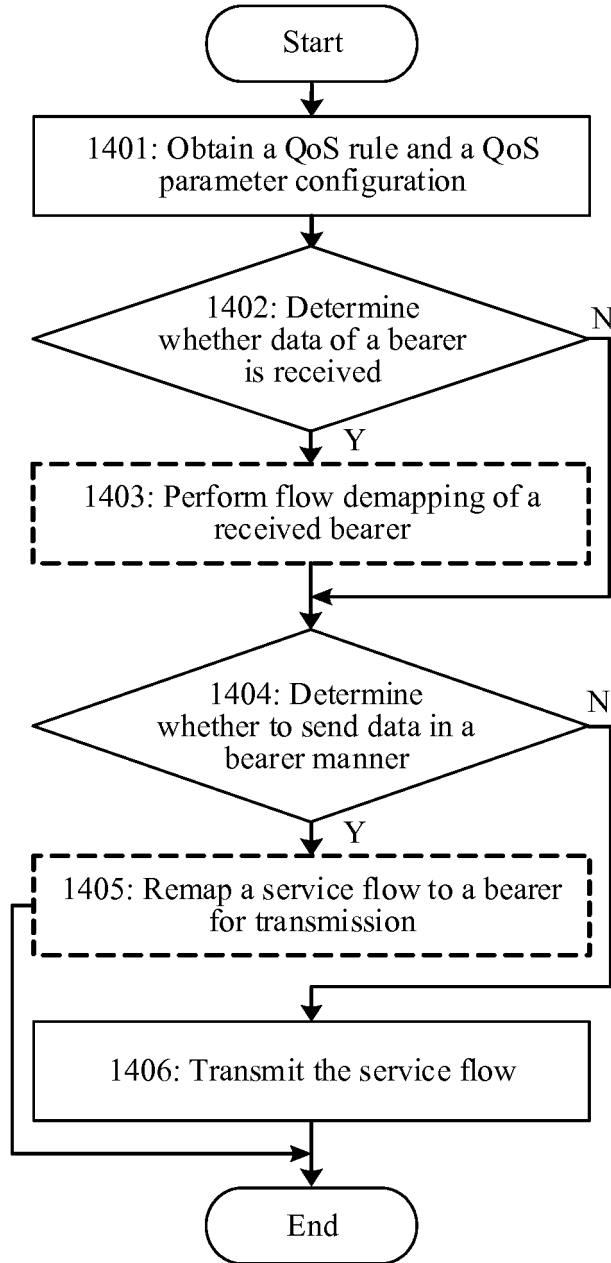 Start
1401: Obtain a QoS rule and a QoS
parameter configuration
1402: Determine
whether data of a bearer
is received
N
Y
1403: Perform flow demapping of a
received bearer
1404: Determine
whether to send data in a
bearer manner
N
Y
1405: Remap a service flow to a bearer
for transmission
1406: Transmit the service flow
End